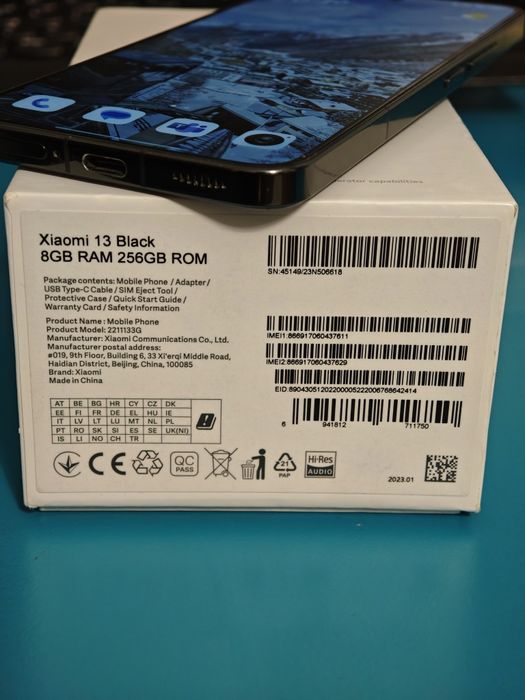 erator capabilities.
Xiaomi 13 Black
8GB RAM 256GB ROM
Package contents: Mobile Phone / Adapter /
USB Type-C Cable / SIM Eject Tool /
Protective Case / Quick Start Guide /
Warranty Card / Safety Information
Product Name : Mobile Phone
Product Model: 2211133G
Manufacturer: Xiaomi Communications Co., Ltd.
Manufacturer postal address:
#019, 9th Floor, Building 6, 33 Xi'erqi Middle Road,
Haidian District, Beijing, China, 100085
Brand: Xiaomi
Made in China
SN:45149/23N506618
IMEI1:866917060437611
IMEI2:866917060437629
EID:89043051202200005222006768642414
6 941812 711750
AT BE BG HR CY CZ DK
EE FI FR DE EL HU IE
IT LV LT LU MT NL PL
PT RO SK SI ES SE UK(NI)
IS LI NO CH TR
CE
QC
PASS
21
PAP
Hi-Res
AUDIO
2023.01